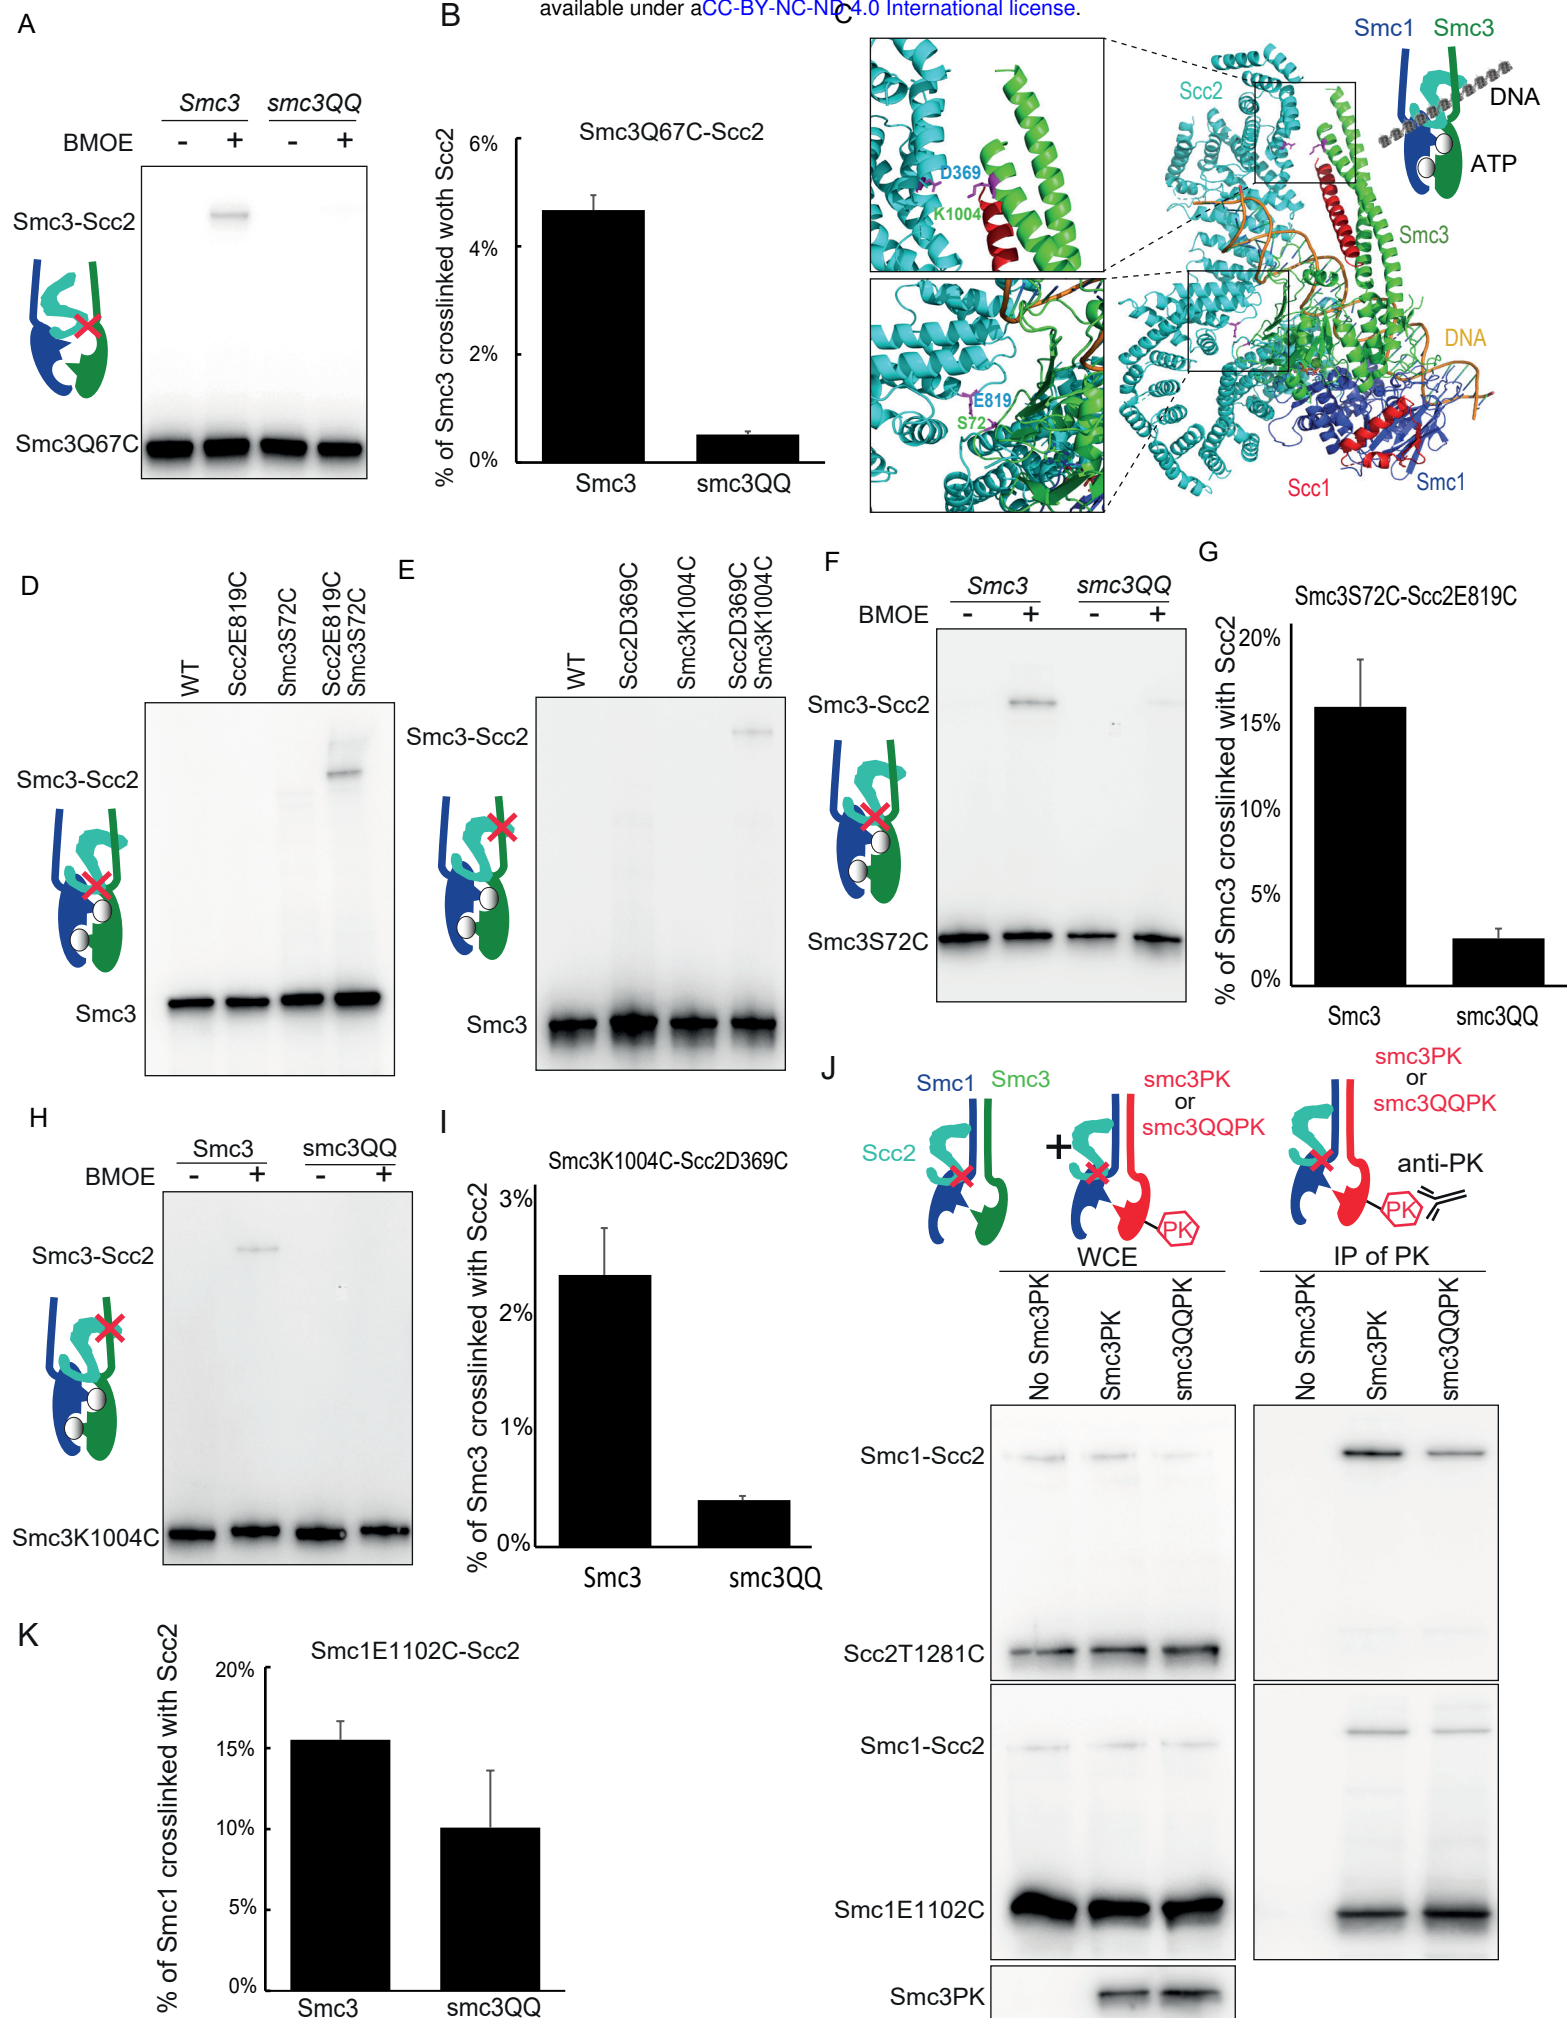 available under aCC-BY-NC-ND 4.0 International license.
A
Smc3 smc3QQ
BMOE - + - +
Smc3-Scc2
Smc3Q67C
B
Smc3Q67C-Scc2
% of Smc3 crosslinked woth Scc2
6%
4%
2%
0%
Smc3 smc3QQ
C
D369
K1004
E819
S72
Scc2
Smc3
DNA
Scc1
Smc1
Smc1 Smc3
DNA
ATP
D
WT
Scc2E819C
Smc3S72C
Scc2E819C
Smc3S72C
Smc3-Scc2
Smc3
E
WT
Scc2D369C
Smc3K1004C
Scc2D369C
Smc3K1004C
Smc3-Scc2
Smc3
F
Smc3 smc3QQ
BMOE - + - +
Smc3-Scc2
Smc3S72C
G
Smc3S72C-Scc2E819C
% of Smc3 crosslinked with Scc2
20%
15%
10%
5%
0%
Smc3 smc3QQ
H
Smc3 smc3QQ
BMOE - + - +
Smc3-Scc2
Smc3K1004C
I
Smc3K1004C-Scc2D369C
% of Smc3 crosslinked with Scc2
3%
2%
1%
0%
Smc3 smc3QQ
J
Smc1 Smc3
Scc2
+
smc3PK
or
smc3QQPK
PK
smc3PK
or
smc3QQPK
anti-PK
PK
WCE
IP of PK
No Smc3PK
Smc3PK
smc3QQPK
No Smc3PK
Smc3PK
smc3QQPK
Smc1-Scc2
Scc2T1281C
Smc1-Scc2
Smc1E1102C
Smc3PK
K
Smc1E1102C-Scc2
% of Smc1 crosslinked with Scc2
20%
15%
10%
5%
0%
Smc3 smc3QQ